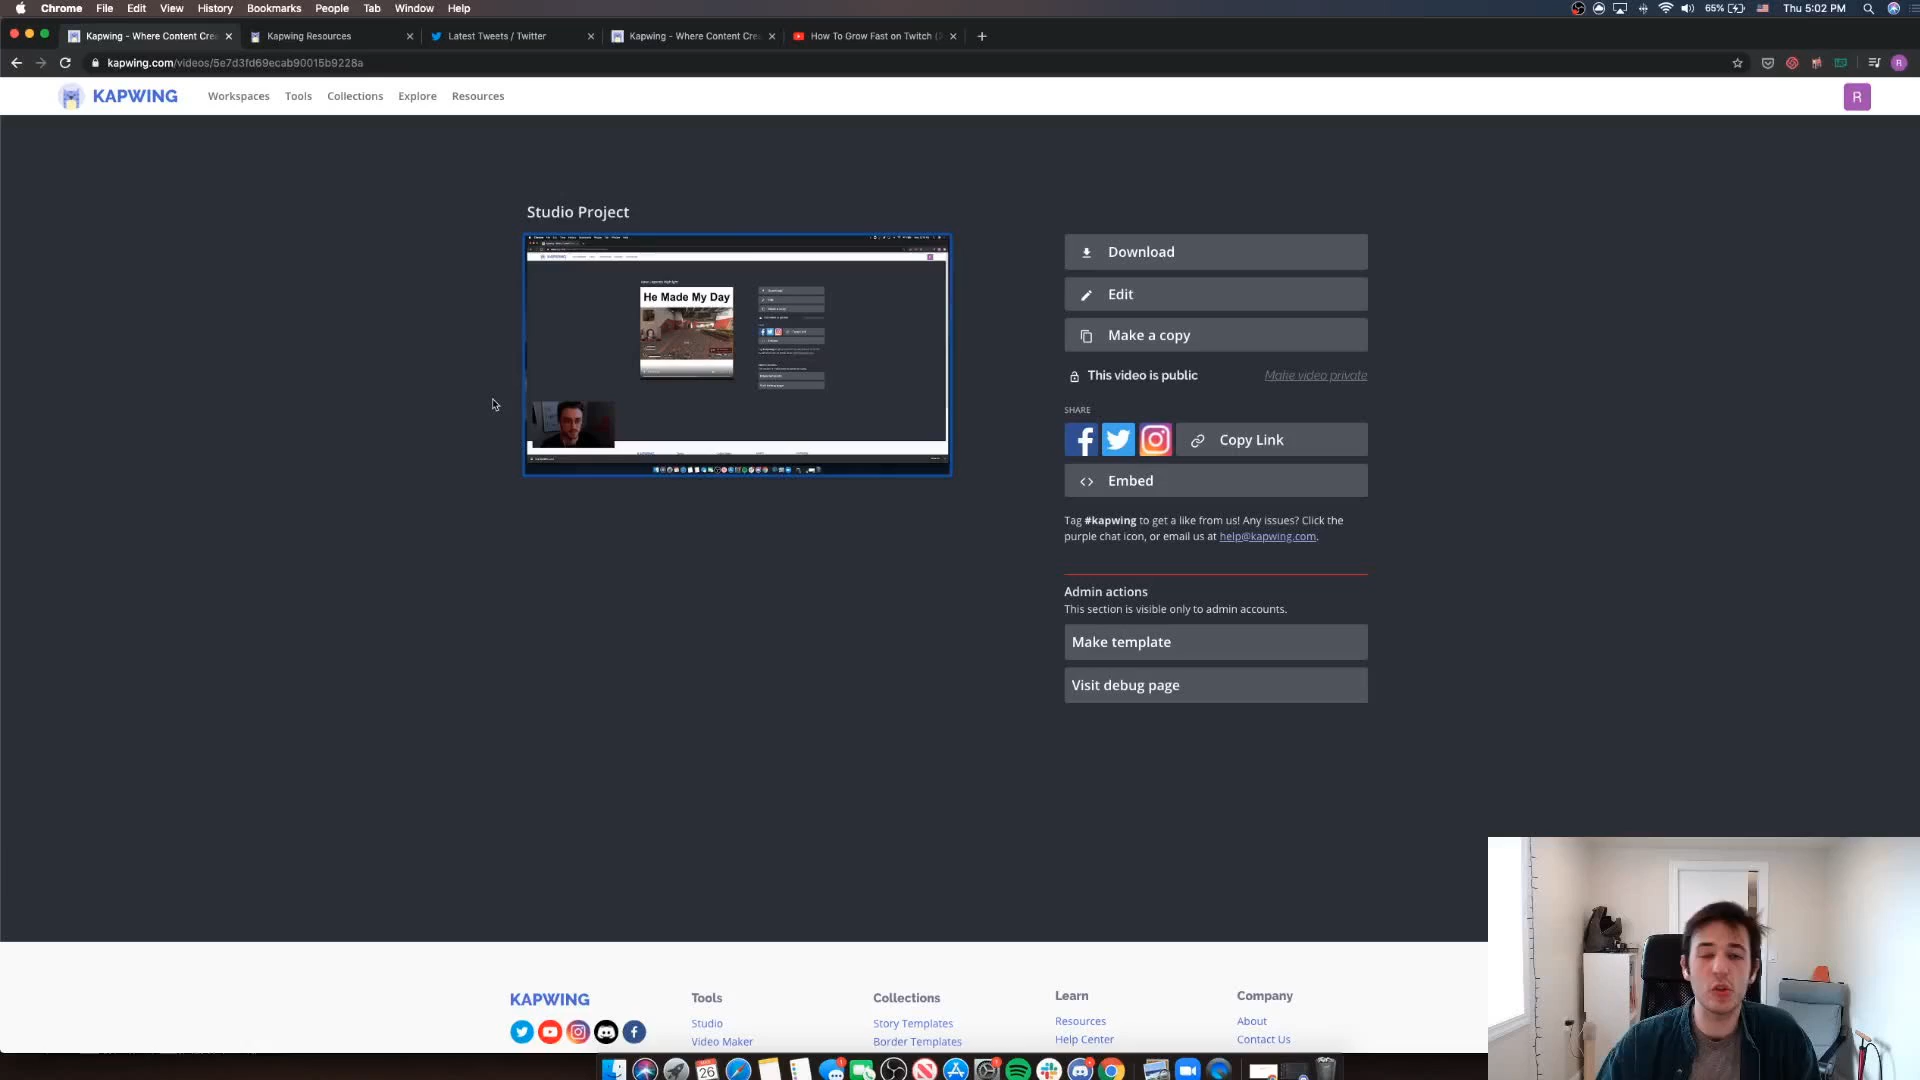 Chrome File Edit View History Bookmarks People Tab Window Help
65% Thu 5:02 PM
Kapwing - Where Content Cre
Kapwing Resources
Latest Tweets / Twitter
Kapwing - Where Content Cre
How To Grow Fast on Twitch (
kapwing.com/videos/5e7d3fd69ecab90015b9228a
R
KAPWING
Workspaces Tools Collections Explore Resources
R
Studio Project
He Made My Day
Download
Edit
Make a copy
This video is public
Make video private
SHARE
Copy Link
Embed
Tag #kapwing to get a like from us! Any issues? Click the
purple chat icon, or email us at help@kapwing.com.
Admin actions
This section is visible only to admin accounts.
Make template
Visit debug page
KAPWING
Tools
Studio
Video Maker
Collections
Story Templates
Border Templates
Learn
Resources
Help Center
Company
About
Contact Us
26